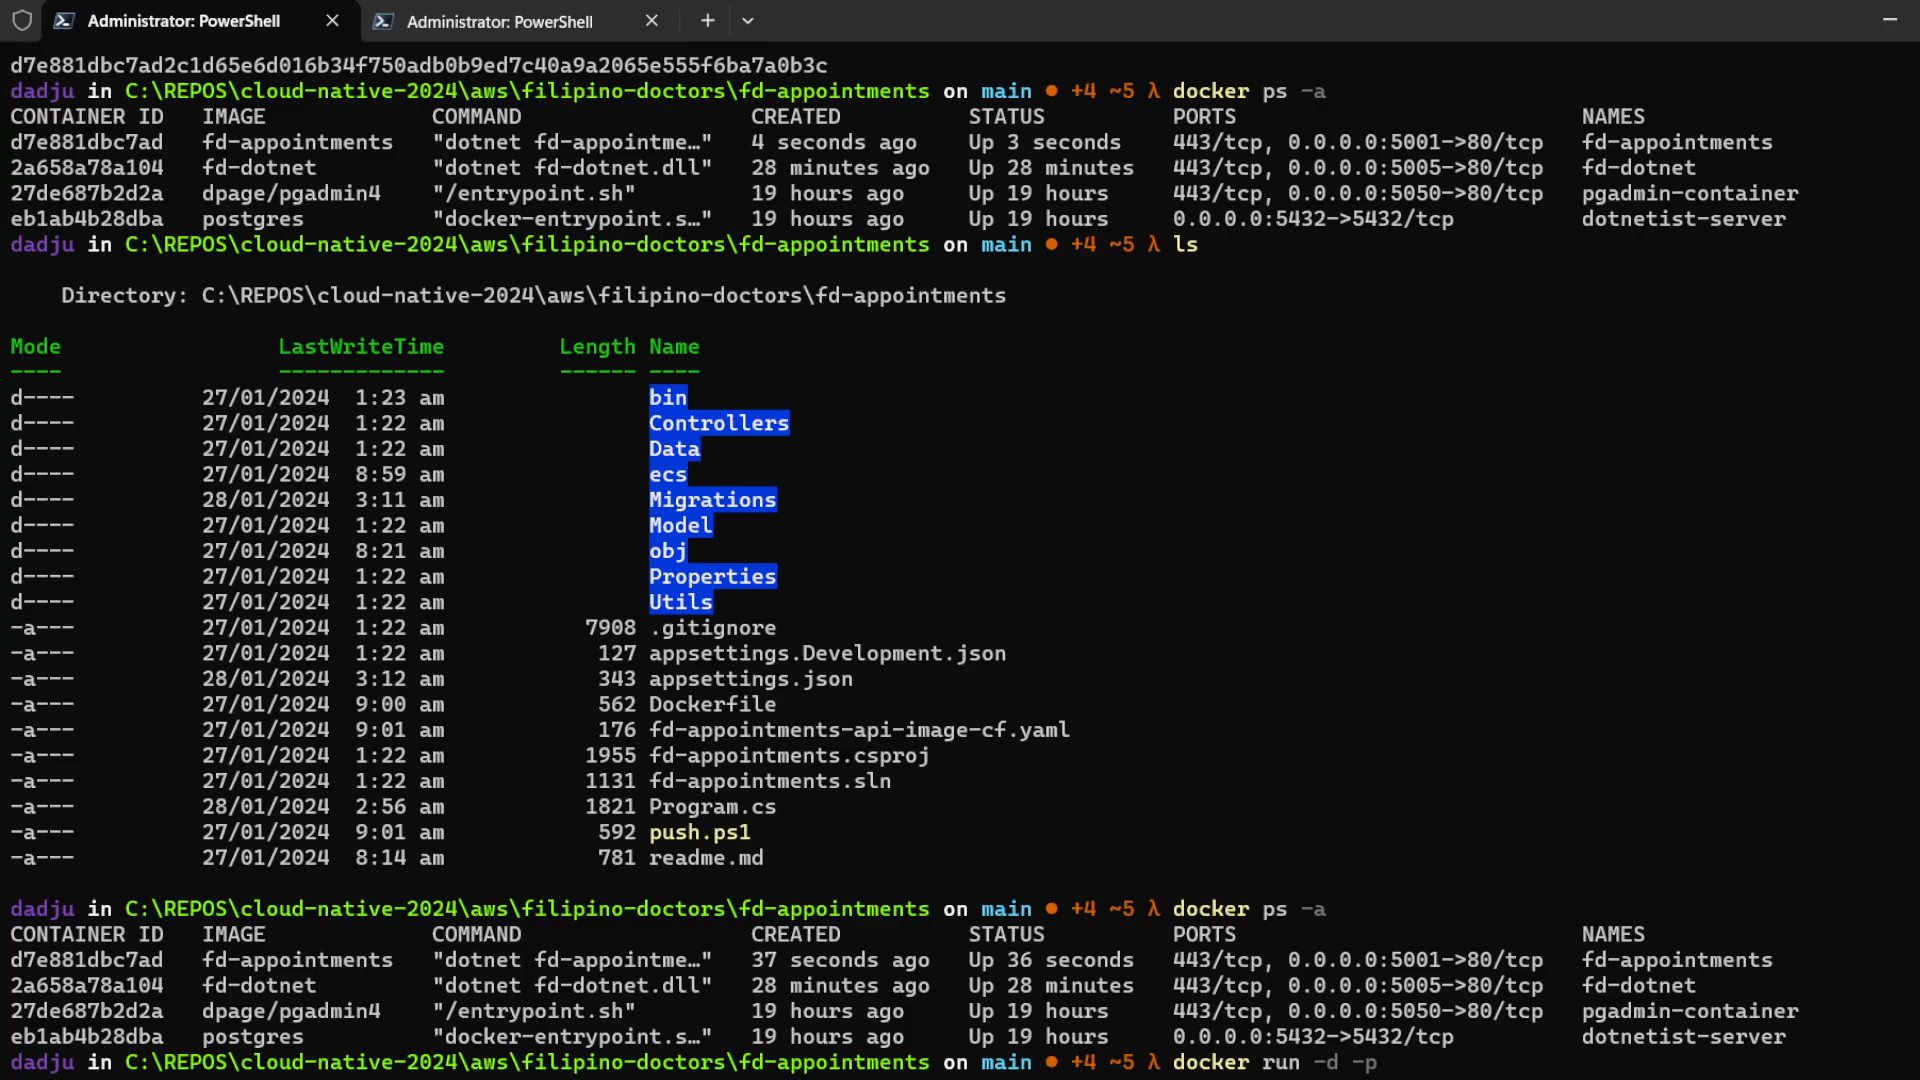 Administrator: PowerShell
Administrator: PowerShell
d7e881dbc7ad2c1d65e6d016b34f750adb0b9ed7c40a9a2065e555f6ba7a0b3c
dadju in C:\REPOS\cloud-native-2024\aws\filipino-doctors\fd-appointments on main ● +4 ~5 λ docker ps -a
CONTAINER ID   IMAGE             COMMAND                  CREATED          STATUS          PORTS                           NAMES
d7e881dbc7ad   fd-appointments   "dotnet fd-appointme…"   4 seconds ago    Up 3 seconds    443/tcp, 0.0.0.0:5001->80/tcp   fd-appointments
2a658a78a104   fd-dotnet         "dotnet fd-dotnet.dll"   28 minutes ago   Up 28 minutes   443/tcp, 0.0.0.0:5005->80/tcp   fd-dotnet
27de687b2d2a   dpage/pgadmin4    "/entrypoint.sh"         19 hours ago     Up 19 hours     443/tcp, 0.0.0.0:5050->80/tcp   pgadmin-container
eb1ab4b28dba   postgres          "docker-entrypoint.s…"   19 hours ago     Up 19 hours     0.0.0.0:5432->5432/tcp          dotnetist-server
dadju in C:\REPOS\cloud-native-2024\aws\filipino-doctors\fd-appointments on main ● +4 ~5 λ ls
Directory: C:\REPOS\cloud-native-2024\aws\filipino-doctors\fd-appointments
Mode                 LastWriteTime         Length Name
----                 -------------         ------ ----
d----          27/01/2024  1:23 am                bin
d----          27/01/2024  1:22 am                Controllers
d----          27/01/2024  1:22 am                Data
d----          27/01/2024  8:59 am                ecs
d----          28/01/2024  3:11 am                Migrations
d----          27/01/2024  1:22 am                Model
d----          27/01/2024  8:21 am                obj
d----          27/01/2024  1:22 am                Properties
d----          27/01/2024  1:22 am                Utils
-a---          27/01/2024  1:22 am           7908 .gitignore
-a---          27/01/2024  1:22 am            127 appsettings.Development.json
-a---          28/01/2024  3:12 am            343 appsettings.json
-a---          27/01/2024  9:00 am            562 Dockerfile
-a---          27/01/2024  9:01 am            176 fd-appointments-api-image-cf.yaml
-a---          27/01/2024  1:22 am           1955 fd-appointments.csproj
-a---          27/01/2024  1:22 am           1131 fd-appointments.sln
-a---          28/01/2024  2:56 am           1821 Program.cs
-a---          27/01/2024  9:01 am            592 push.ps1
-a---          27/01/2024  8:14 am            781 readme.md
dadju in C:\REPOS\cloud-native-2024\aws\filipino-doctors\fd-appointments on main ● +4 ~5 λ docker ps -a
CONTAINER ID   IMAGE             COMMAND                  CREATED          STATUS          PORTS                           NAMES
d7e881dbc7ad   fd-appointments   "dotnet fd-appointme…"   37 seconds ago   Up 36 seconds   443/tcp, 0.0.0.0:5001->80/tcp   fd-appointments
2a658a78a104   fd-dotnet         "dotnet fd-dotnet.dll"   28 minutes ago   Up 28 minutes   443/tcp, 0.0.0.0:5005->80/tcp   fd-dotnet
27de687b2d2a   dpage/pgadmin4    "/entrypoint.sh"         19 hours ago     Up 19 hours     443/tcp, 0.0.0.0:5050->80/tcp   pgadmin-container
eb1ab4b28dba   postgres          "docker-entrypoint.s…"   19 hours ago     Up 19 hours     0.0.0.0:5432->5432/tcp          dotnetist-server
dadju in C:\REPOS\cloud-native-2024\aws\filipino-doctors\fd-appointments on main ● +4 ~5 λ docker run -d -p